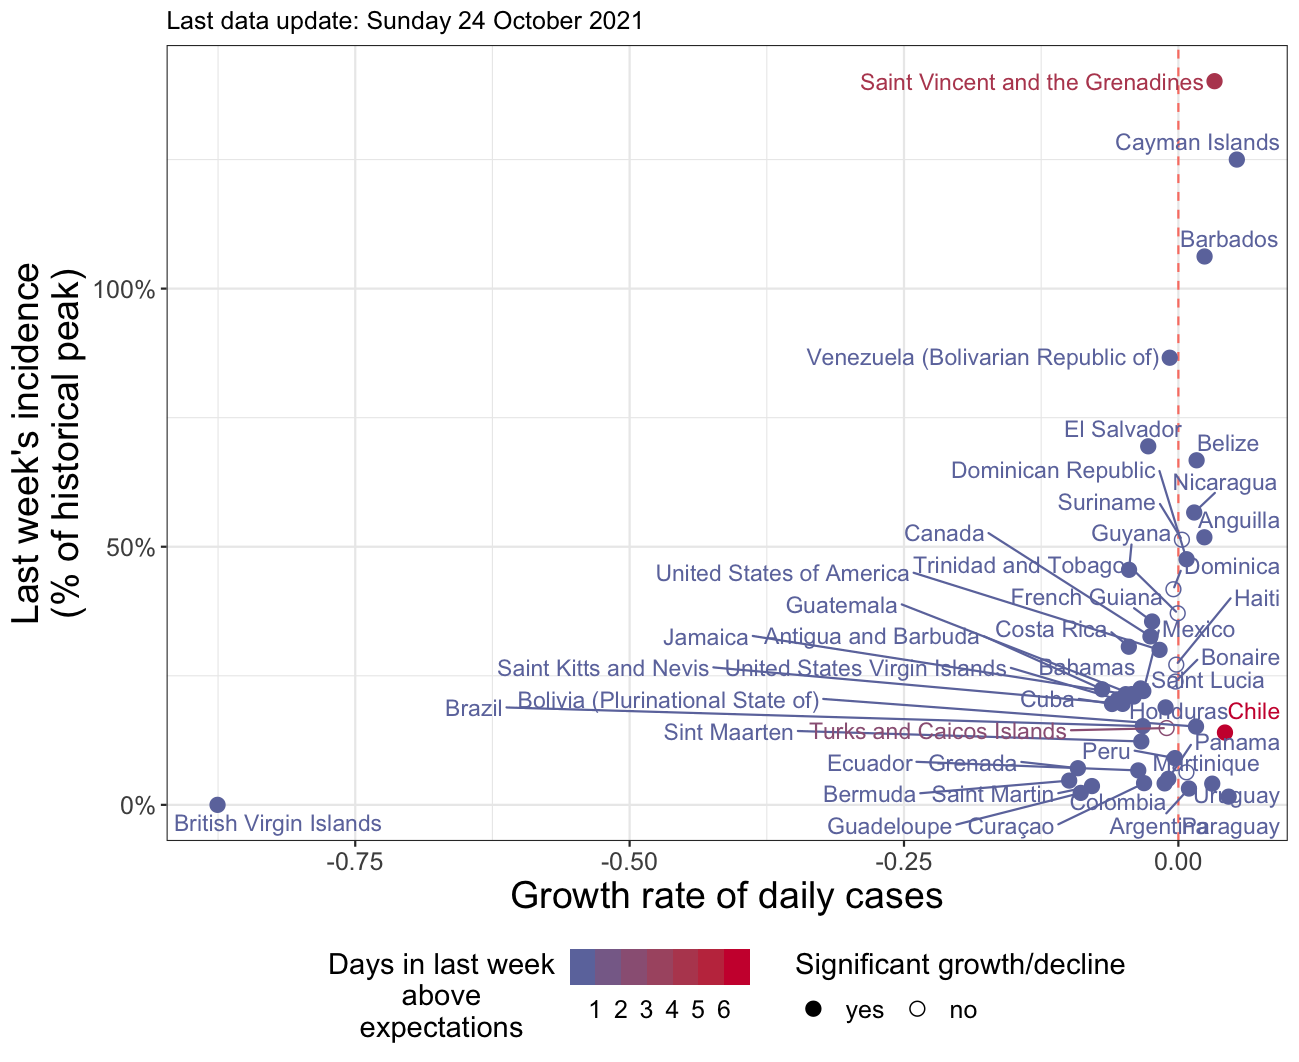 Last data update: Sunday 24 October 2021
Last week's incidence
(% of historical peak)
100%
50%
0%
Saint Vincent and the Grenadines
Cayman Islands
Barbados
Venezuela (Bolivarian Republic of)
El Salvador
Belize
Dominican Republic
Nicaragua
Suriname
Anguilla
Canada
Guyana
United States of America
Trinidad and Tobago
Dominica
Guatemala
French Guiana
Haiti
Jamaica
Antigua and Barbuda
Costa Rica
Mexico
Saint Kitts and Nevis
United States Virgin Islands
Bahamas
Bonaire
Saint Lucia
Brazil
Bolivia (Plurinational State of)
Cuba
Honduras
Chile
Sint Maarten
Turks and Caicos Islands
Peru
Panama
Ecuador
Grenada
Martinique
Bermuda
Saint Martin
Colombia
Uruguay
British Virgin Islands
Guadeloupe
Curaçao
Argentina
Paraguay
-0.75
-0.50
-0.25
0.00
Growth rate of daily cases
Days in last week
above
expectations
1 2 3 4 5 6
Significant growth/decline
yes
no